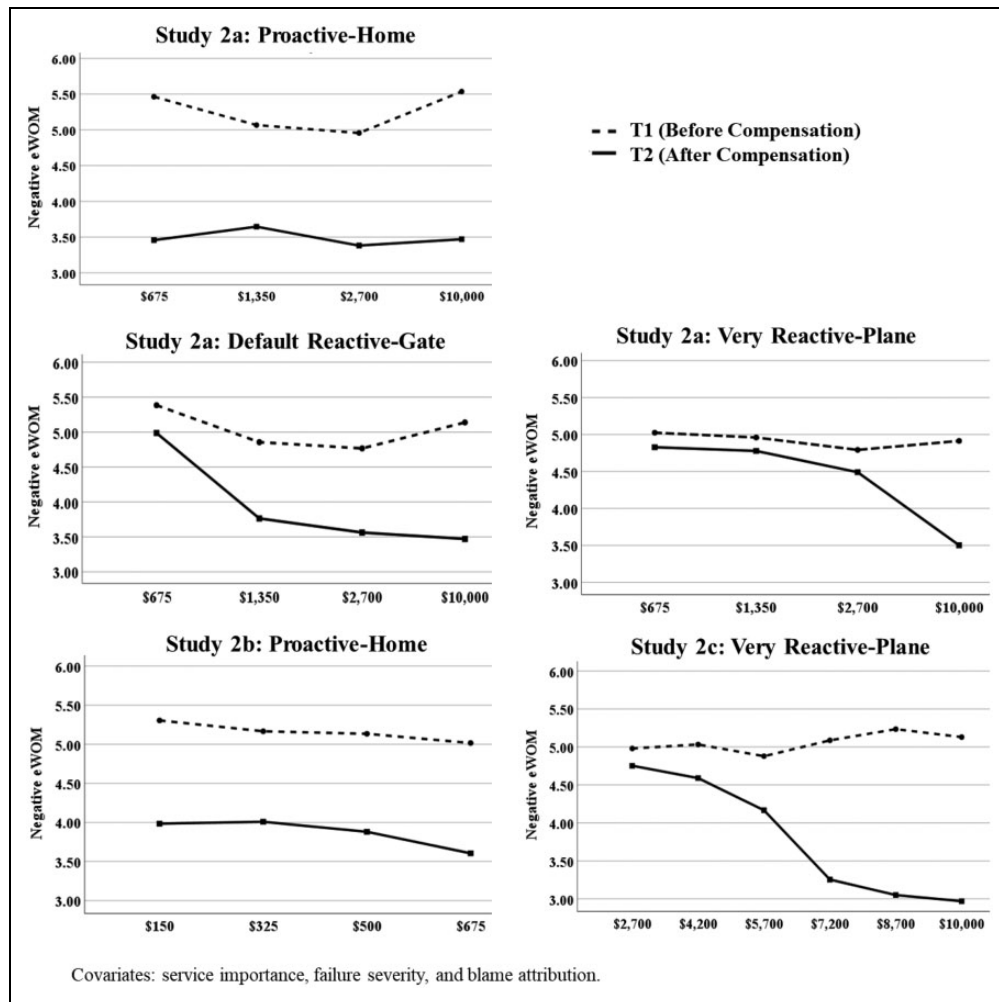 Study 2a: Proactive-Home
6.00
5.50
5.00
4.50
4.00
3.50
3.00
Negative eWOM
$675 $1,350 $2,700 $10,000
T1 (Before Compensation)
T2 (After Compensation)
Study 2a: Default Reactive-Gate
6.00
5.50
5.00
4.50
4.00
3.50
3.00
Negative eWOM
$675 $1,350 $2,700 $10,000
Study 2a: Very Reactive-Plane
6.00
5.50
5.00
4.50
4.00
3.50
3.00
Negative eWOM
$675 $1,350 $2,700 $10,000
Study 2b: Proactive-Home
6.00
5.50
5.00
4.50
4.00
3.50
3.00
Negative eWOM
$150 $325 $500 $675
Study 2c: Very Reactive-Plane
6.00
5.50
5.00
4.50
4.00
3.50
3.00
Negative eWOM
$2,700 $4,200 $5,700 $7,200 $8,700 $10,000
Covariates: service importance, failure severity, and blame attribution.